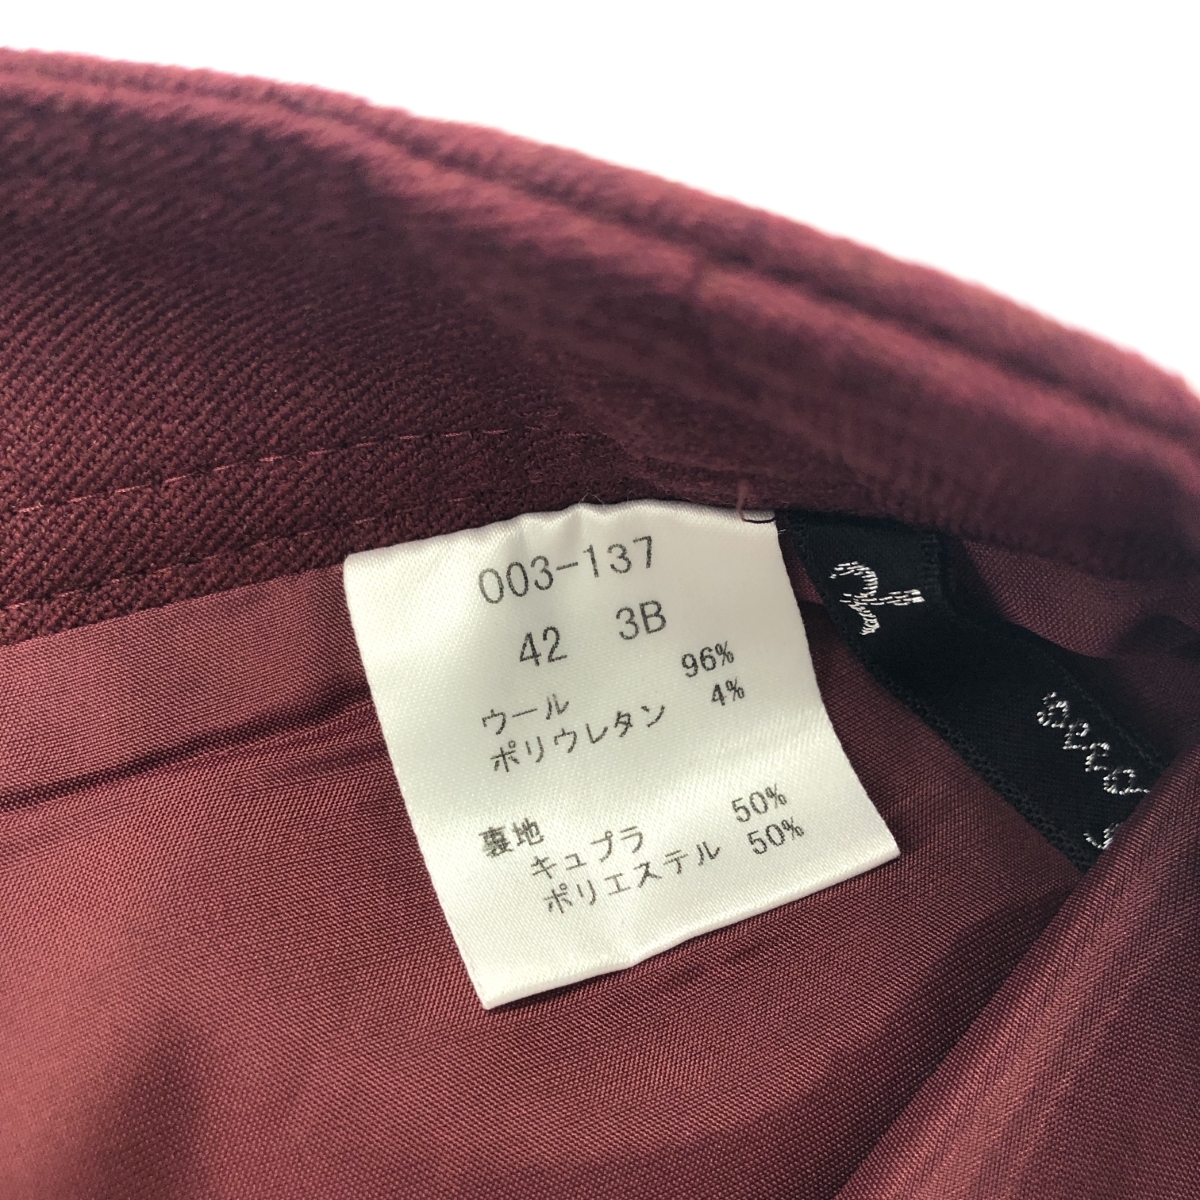 003-137
42 3B
ウール 96%
ポリウレタン 4%
裏地
キュプラ 50%
ポリエステル 50%